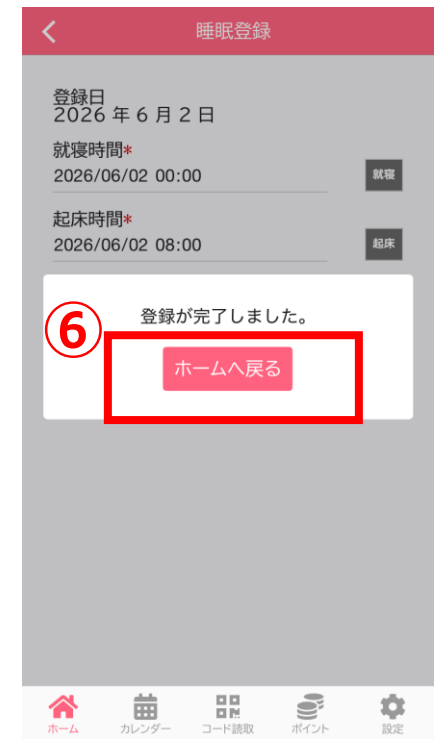 睡眠登録
登録日
2026 年 6 月 2 日
就寝時間*
2026/06/02 00:00
就寝
起床時間*
2026/06/02 08:00
起床
⑥
登録が完了しました。
ホームへ戻る
ホーム
カレンダー
コード読取
ポイント
設定